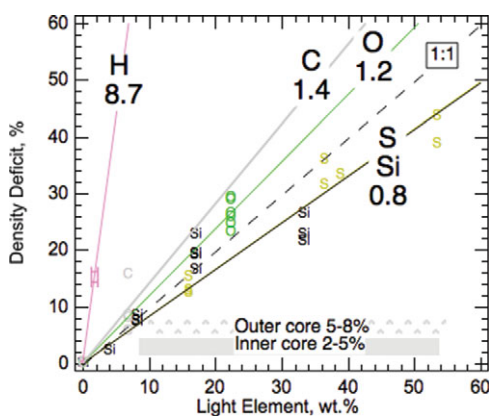 60
50
40
30
20
10
0
Density Deficit, %
H
8.7
C
1.4
O
1.2
1:1
S
Si
0.8
S
S
S
S
S
S
S
Si
Si
Si
Si
Si
Si
Si
Si
C
O
O
O
O
H
H
Outer core 5-8%
Inner core 2-5%
0 10 20 30 40 50 60
Light Element, wt.%